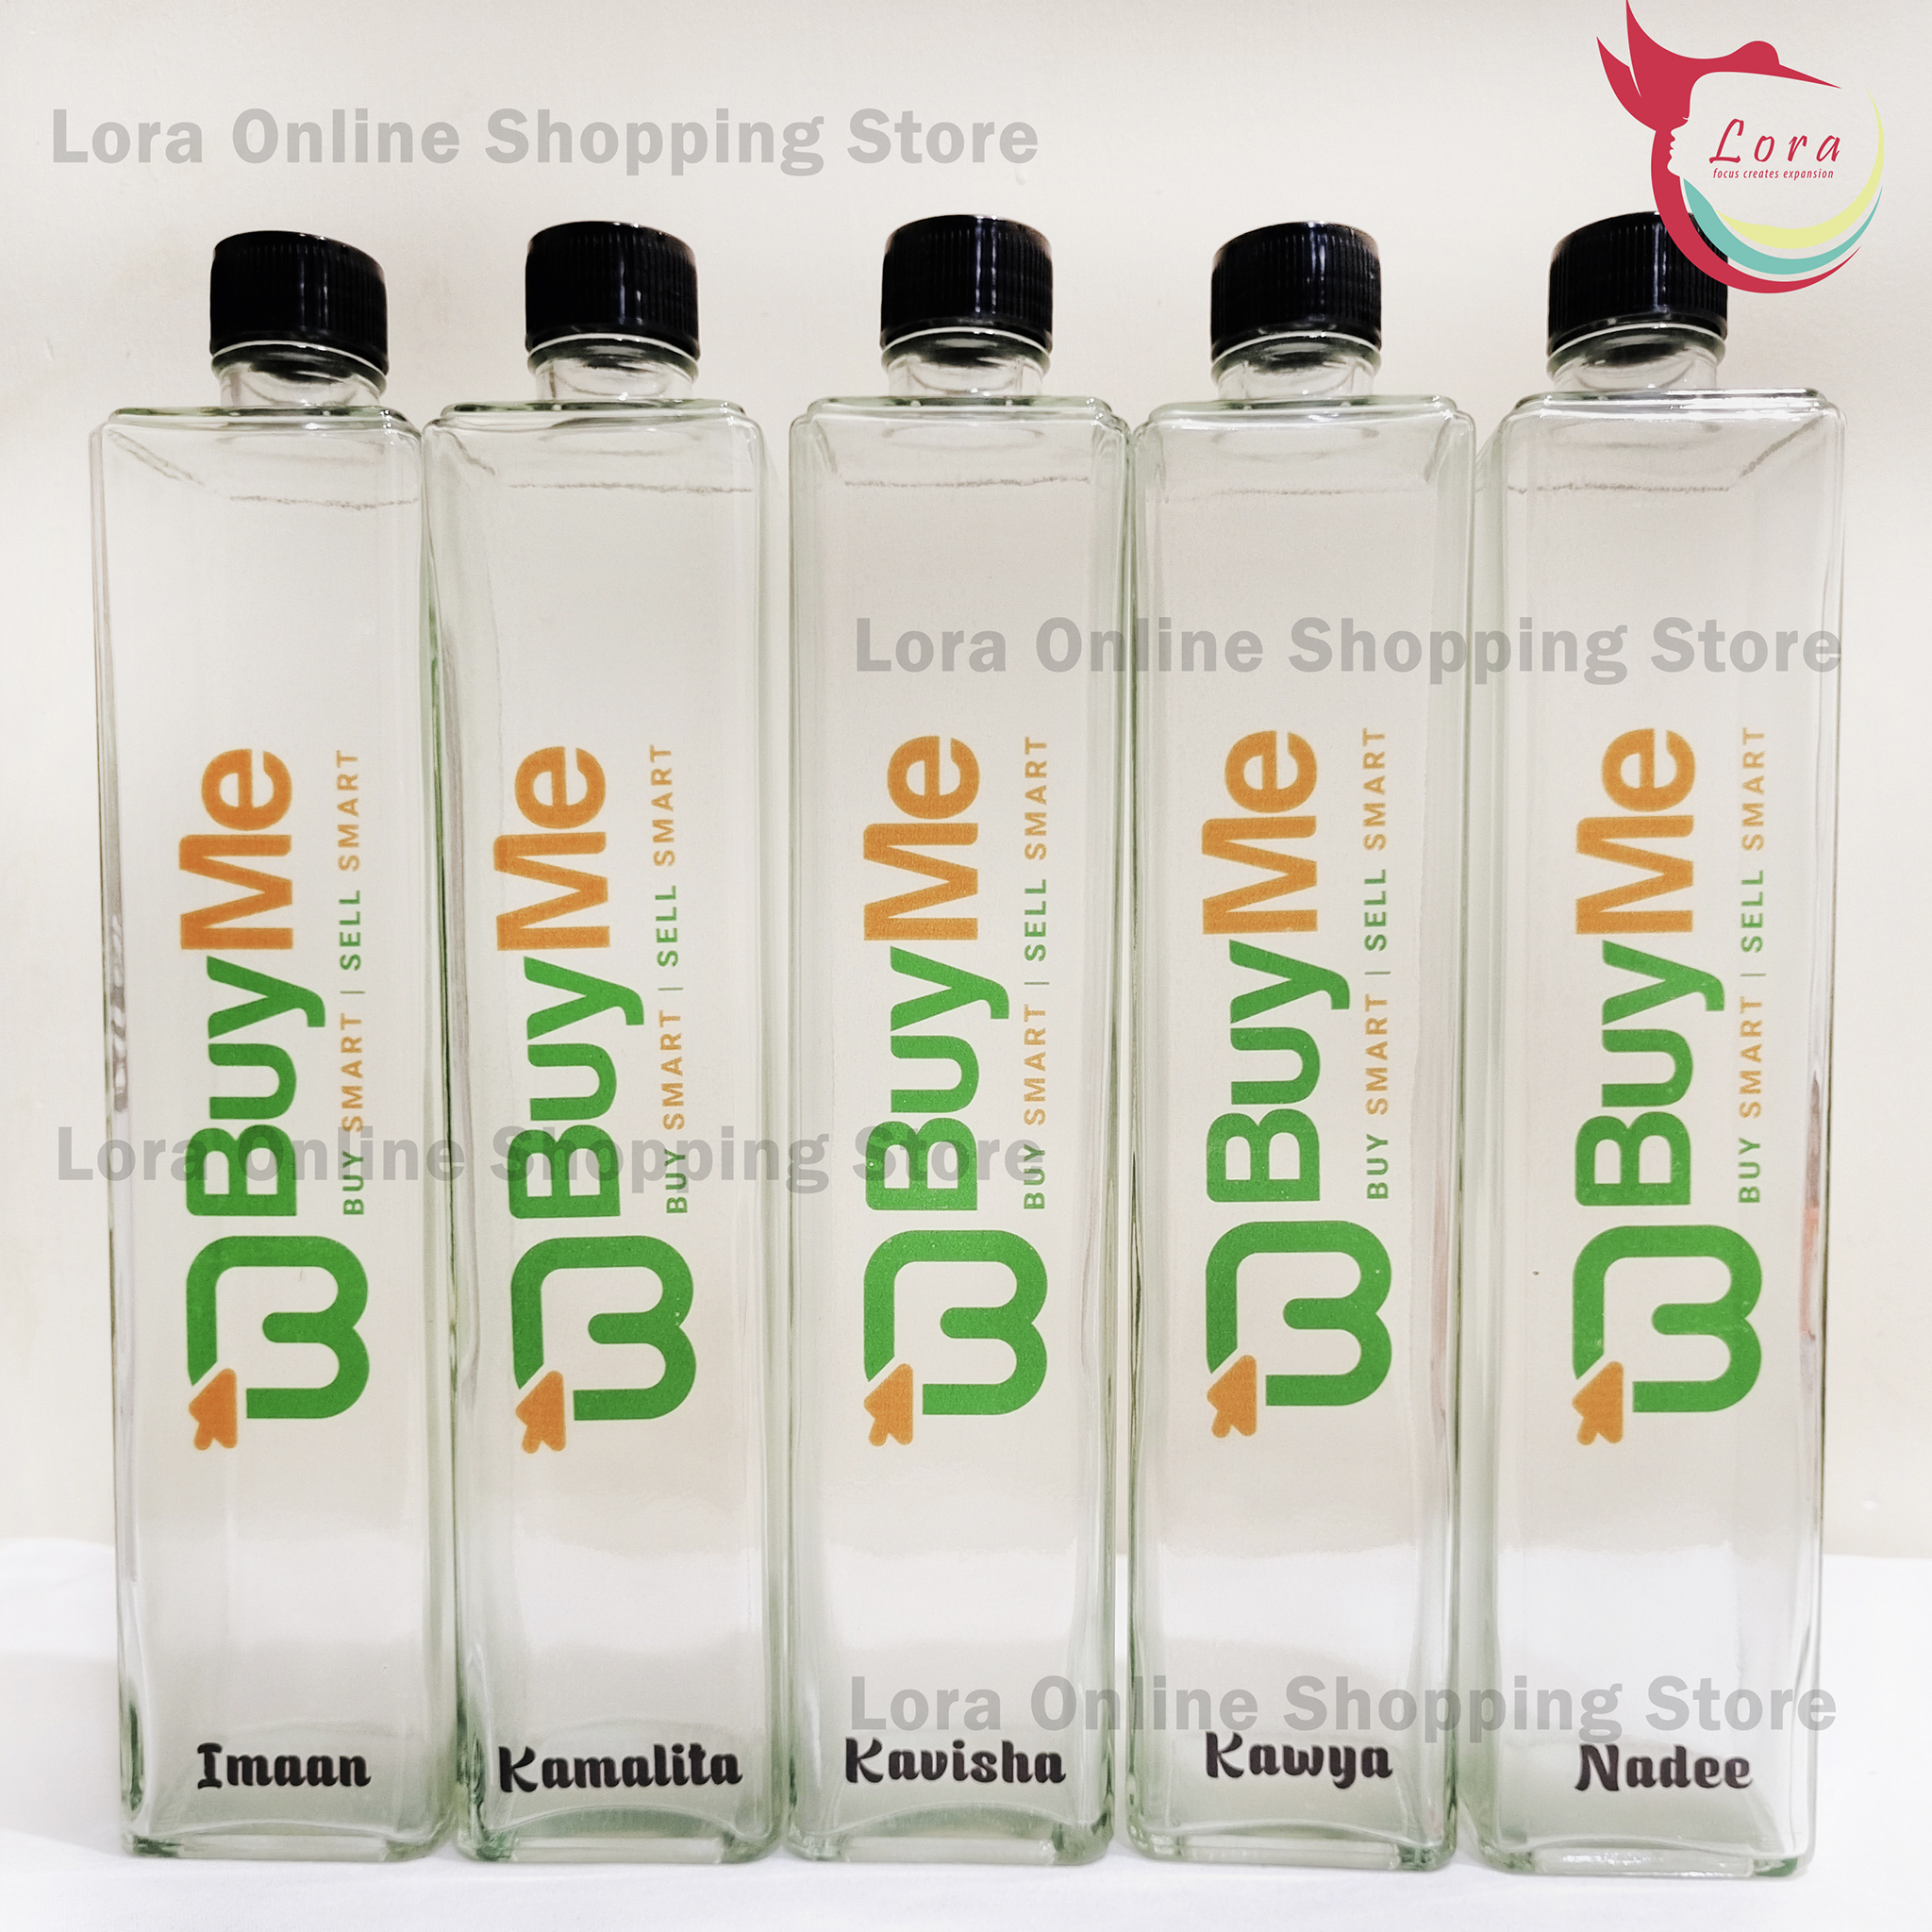 Lora Online Shopping Store
Lora
focus creates expansion
Lora Online Shopping Store
BuyMe
BUY SMART | SELL SMART
BuyMe
BUY SMART | SELL SMART
BuyMe
BUY SMART | SELL SMART
BuyMe
BUY SMART | SELL SMART
BuyMe
BUY SMART | SELL SMART
Lora Online Shopping Store
Lora Online Shopping Store
Imaan
Kamalita
Kavisha
Kawya
Nadee